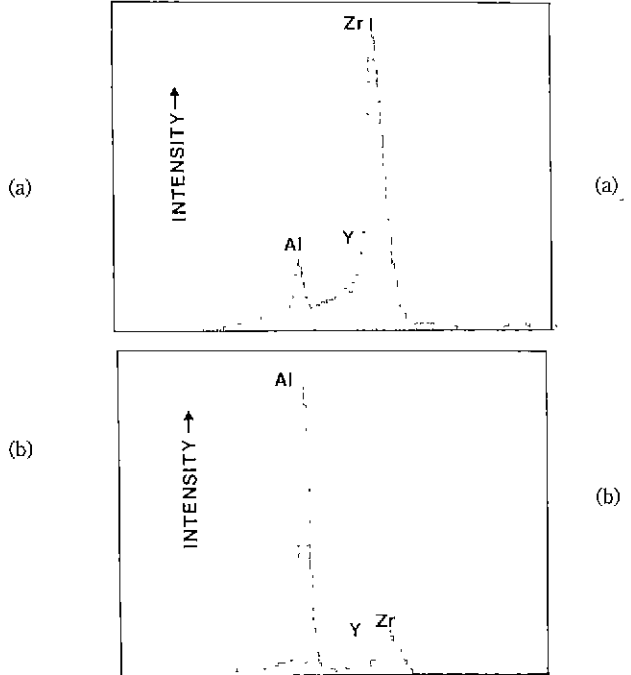 Zr
INTENSITY→
(a)
(a)
Al
Y
Al
INTENSITY→
(b)
(b)
Y
Zr